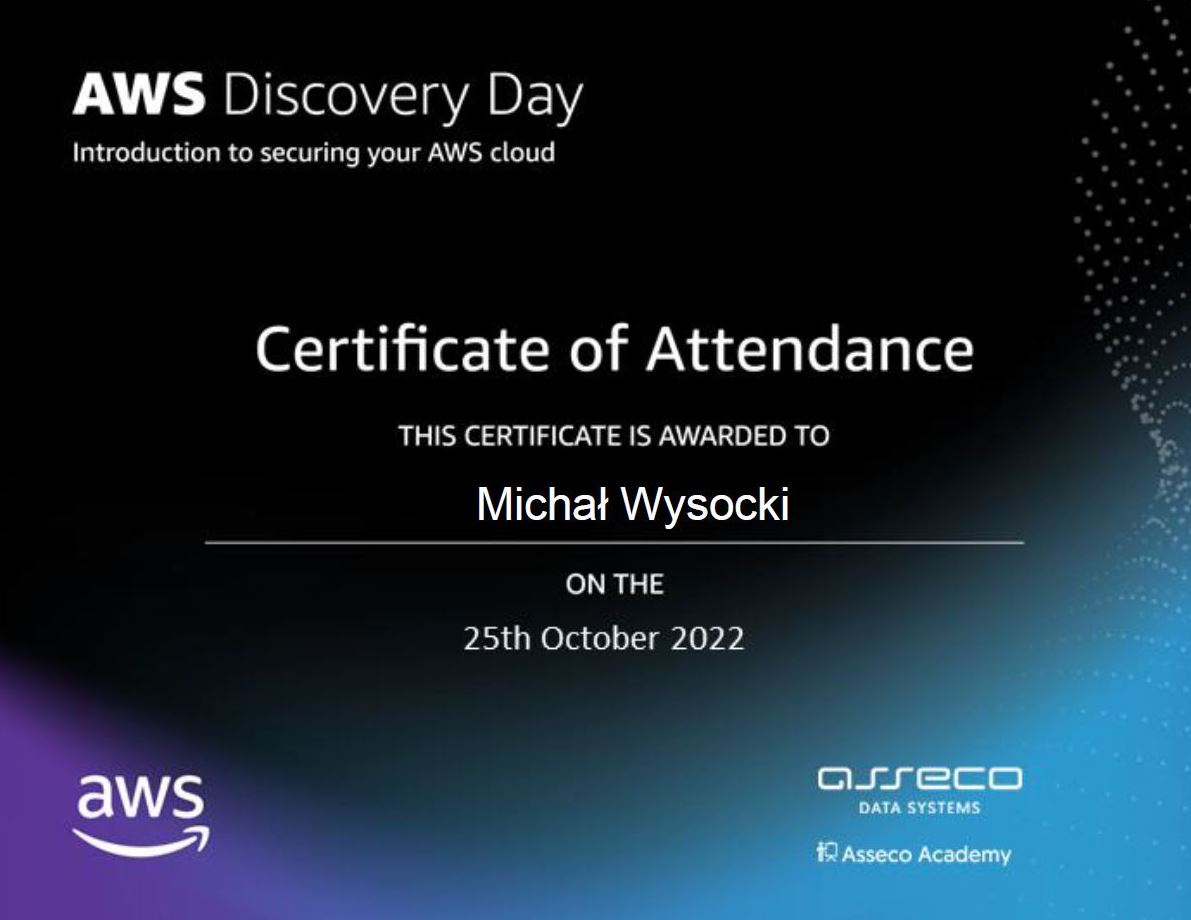 AWS Discovery Day
Introduction to securing your AWS cloud
Certificate of Attendance
THIS CERTIFICATE IS AWARDED TO
Michał Wysocki
ON THE
25th October 2022
aws
asseco
DATA SYSTEMS
Asseco Academy